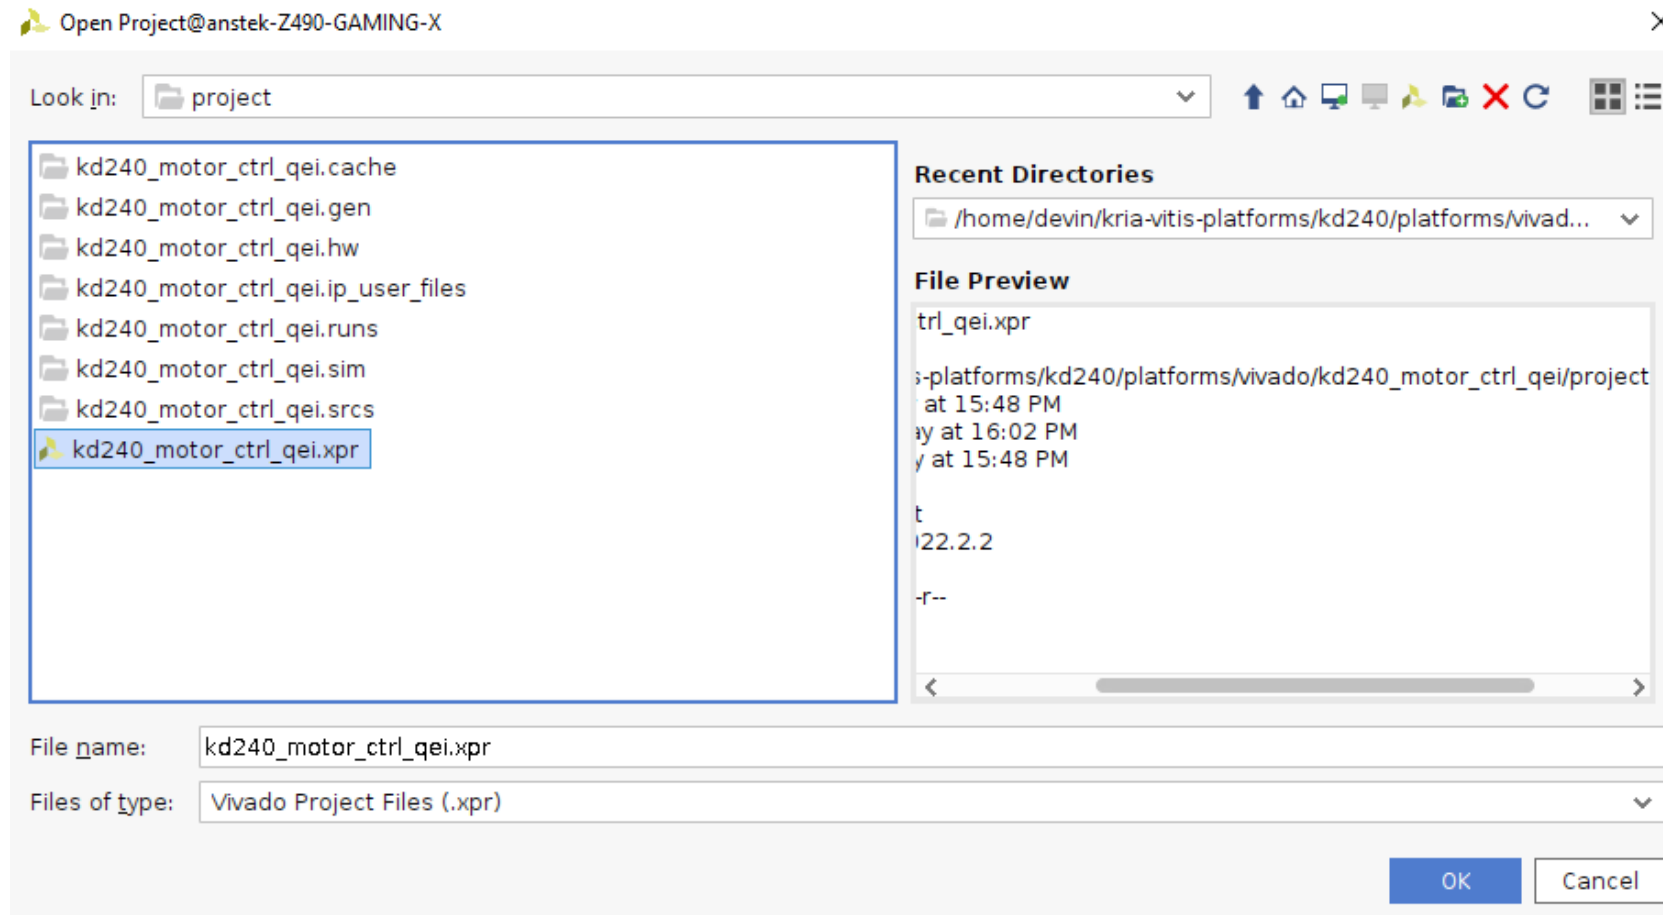 Open Project@anstek-Z490-GAMING-X
Look in: project
kd240_motor_ctrl_qei.cache
kd240_motor_ctrl_qei.gen
kd240_motor_ctrl_qei.hw
kd240_motor_ctrl_qei.ip_user_files
kd240_motor_ctrl_qei.runs
kd240_motor_ctrl_qei.sim
kd240_motor_ctrl_qei.srcs
kd240_motor_ctrl_qei.xpr
Recent Directories
/home/devin/kria-vitis-platforms/kd240/platforms/vivad...
File Preview
trl_qei.xpr
s-platforms/kd240/platforms/vivado/kd240_motor_ctrl_qei/project
at 15:48 PM
ay at 16:02 PM
y at 15:48 PM
t
022.2.2
-r--
File name: kd240_motor_ctrl_qei.xpr
Files of type: Vivado Project Files (.xpr)
OK Cancel